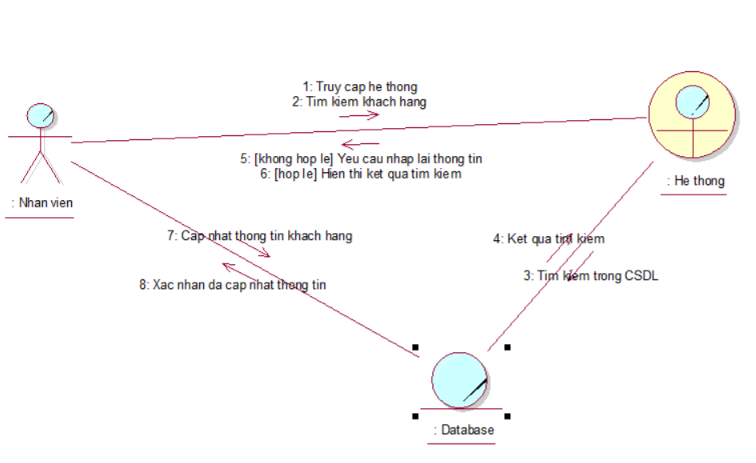 1: Truy cap he thong
2: Tim kiem khach hang
5: [khong hop le] Yeu cau nhap lai thong tin
6: [hop le] Hien thi ket qua tim kiem
: He thong
: Nhan vien
7: Cap nhat thong tin khach hang
4: Ket qua tim kiem
3: Tim kiem trong CSDL
8: Xac nhan da cap nhat thong tin
: Database